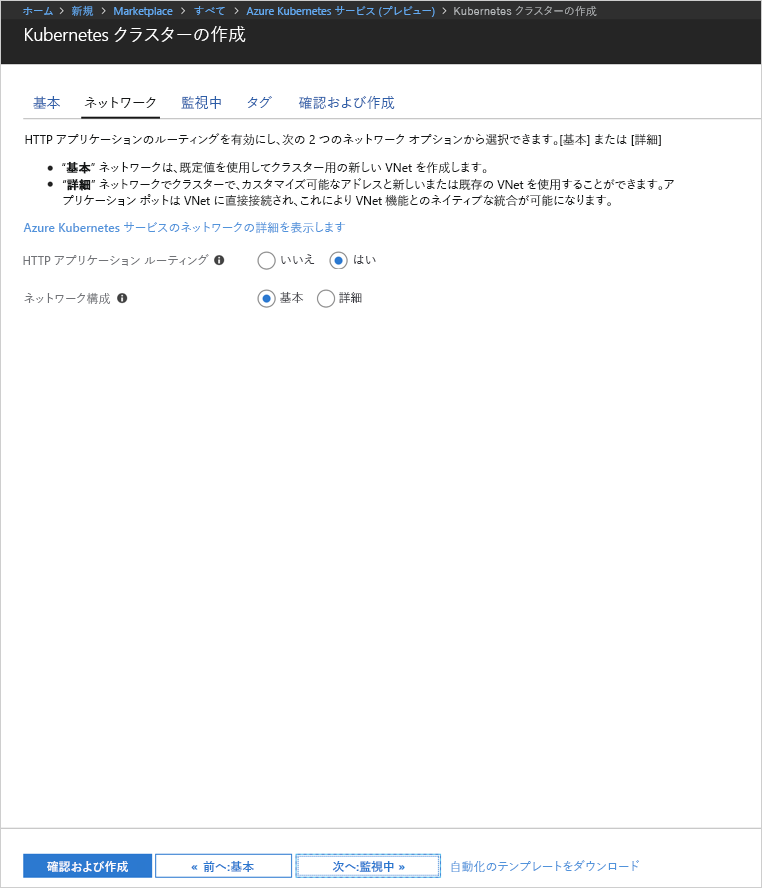 ホーム > 新規 > Marketplace > すべて > Azure Kubernetes サービス (プレビュー) > Kubernetes クラスターの作成
Kubernetes クラスターの作成
基本 ネットワーク 監視中 タグ 確認および作成
HTTP アプリケーションのルーティングを有効にし、次の 2 つのネットワーク オプションから選択できます。[基本] または [詳細]
• “基本” ネットワークは、既定値を使用してクラスター用の新しい VNet を作成します。
• “詳細” ネットワークでクラスターで、カスタマイズ可能なアドレスと新しいまたは既存の VNet を使用することができます。ア
プリケーション ポットは VNet に直接接続され、これにより VNet 機能とのネイティブな統合が可能になります。
Azure Kubernetes サービスのネットワークの詳細を表示します
HTTP アプリケーション ルーティング いいえ はい
ネットワーク構成 基本 詳細
確認および作成 « 前へ:基本 次へ:監視中 » 自動化のテンプレートをダウンロード